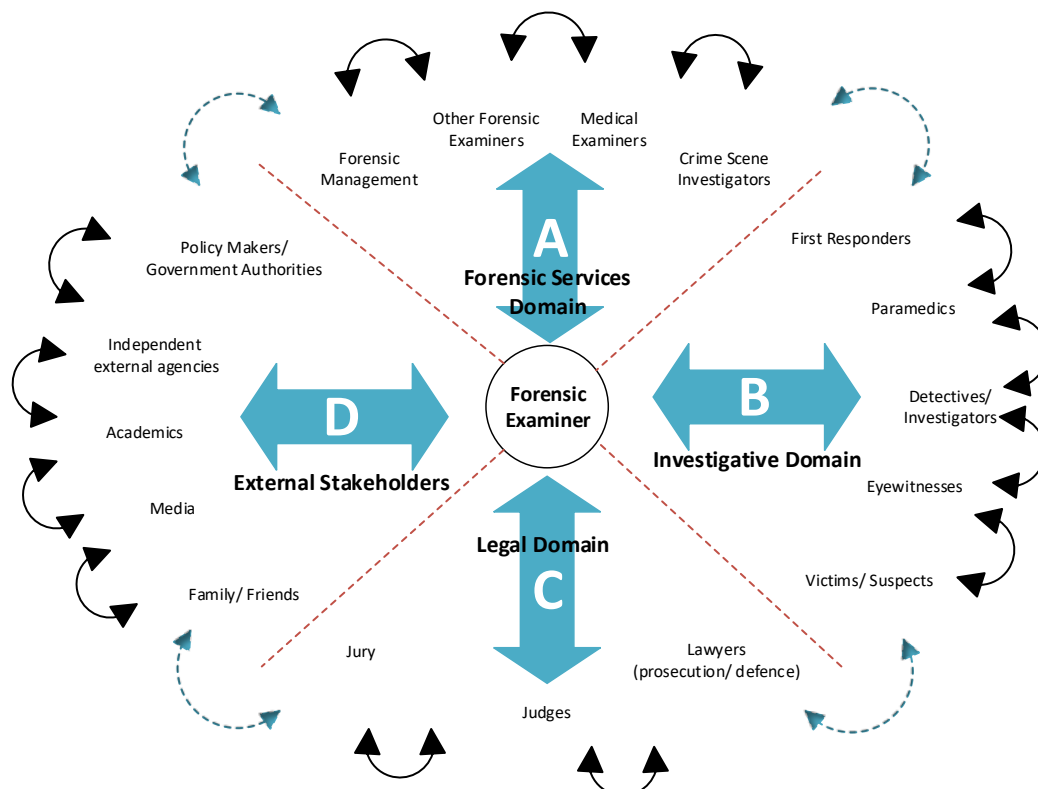 Other Forensic
Examiners
Medical
Examiners
Forensic
Management
Crime Scene
Investigators
A
Forensic Services
Domain
Policy Makers/
Government Authorities
First Responders
Paramedics
Independent
external agencies
Academics
D
External Stakeholders
Forensic
Examiner
B
Investigative Domain
Detectives/
Investigators
Eyewitnesses
Media
Family/ Friends
Legal Domain
C
Victims/ Suspects
Jury
Judges
Lawyers
(prosecution/ defence)